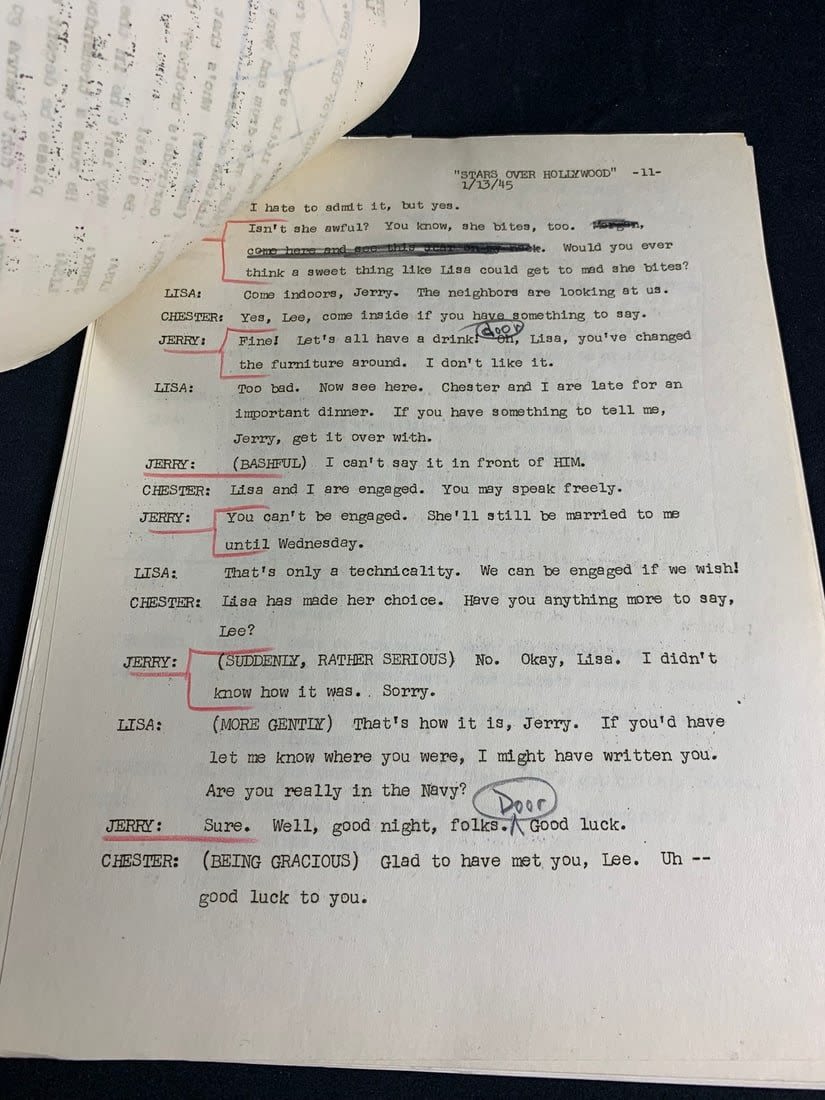 "STARS OVER HOLLYWOOD" -11-
1/13/45
I hate to admit it, but yes.
Isn't she awful? You know, she bites, too. Morgan,
come here and see this scar on my neck. Would you ever
think a sweet thing like Lisa could get to mad she bites?
LISA: Come indoors, Jerry. The neighbors are looking at us.
CHESTER: Yes, Lee, come inside if you have something to say.
door
JERRY: Fine! Let's all have a drink! Oh, Lisa, you've changed
the furniture around. I don't like it.
LISA: Too bad. Now see here. Chester and I are late for an
important dinner. If you have something to tell me,
Jerry, get it over with.
JERRY: (BASHFUL) I can't say it in front of HIM.
CHESTER: Lisa and I are engaged. You may speak freely.
JERRY: You can't be engaged. She'll still be married to me
until Wednesday.
LISA: That's only a technicality. We can be engaged if we wish!
CHESTER: Lisa has made her choice. Have you anything more to say,
Lee?
JERRY: (SUDDENLY, RATHER SERIOUS) No. Okay, Lisa. I didn't
know how it was. Sorry.
LISA: (MORE GENTLY) That's how it is, Jerry. If you'd have
let me know where you were, I might have written you.
Are you really in the Navy?
Door
JERRY: Sure. Well, good night, folks. Good luck.
CHESTER: (BEING GRACIOUS) Glad to have met you, Lee. Uh --
good luck to you.